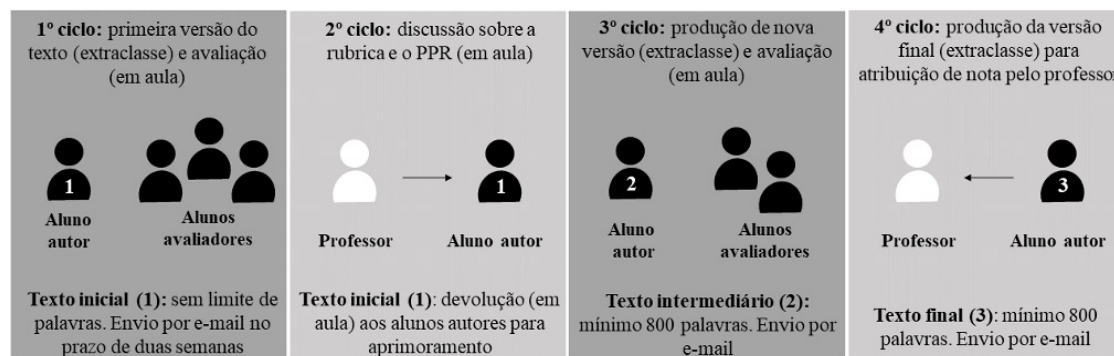 1º ciclo: primeira versão do
texto (extraclasse) e avaliação
(em aula)
1
Aluno
autor
Alunos
avaliadores
Texto inicial (1): sem limite de
palavras. Envio por e-mail no
prazo de duas semanas
2º ciclo: discussão sobre a
rubrica e o PPR (em aula)
1
Professor
Aluno autor
Texto inicial (1): devolução (em
aula) aos alunos autores para
aprimoramento
3º ciclo: produção de nova
versão (extraclasse) e avaliação
(em aula)
2
Aluno
autor
Alunos
avaliadores
Texto intermediário (2):
mínimo 800 palavras. Envio por
e-mail
4º ciclo: produção da versão
final (extraclasse) para
atribuição de nota pelo professor
3
Professor
Aluno autor
Texto final (3): mínimo 800
palavras. Envio por e-mail